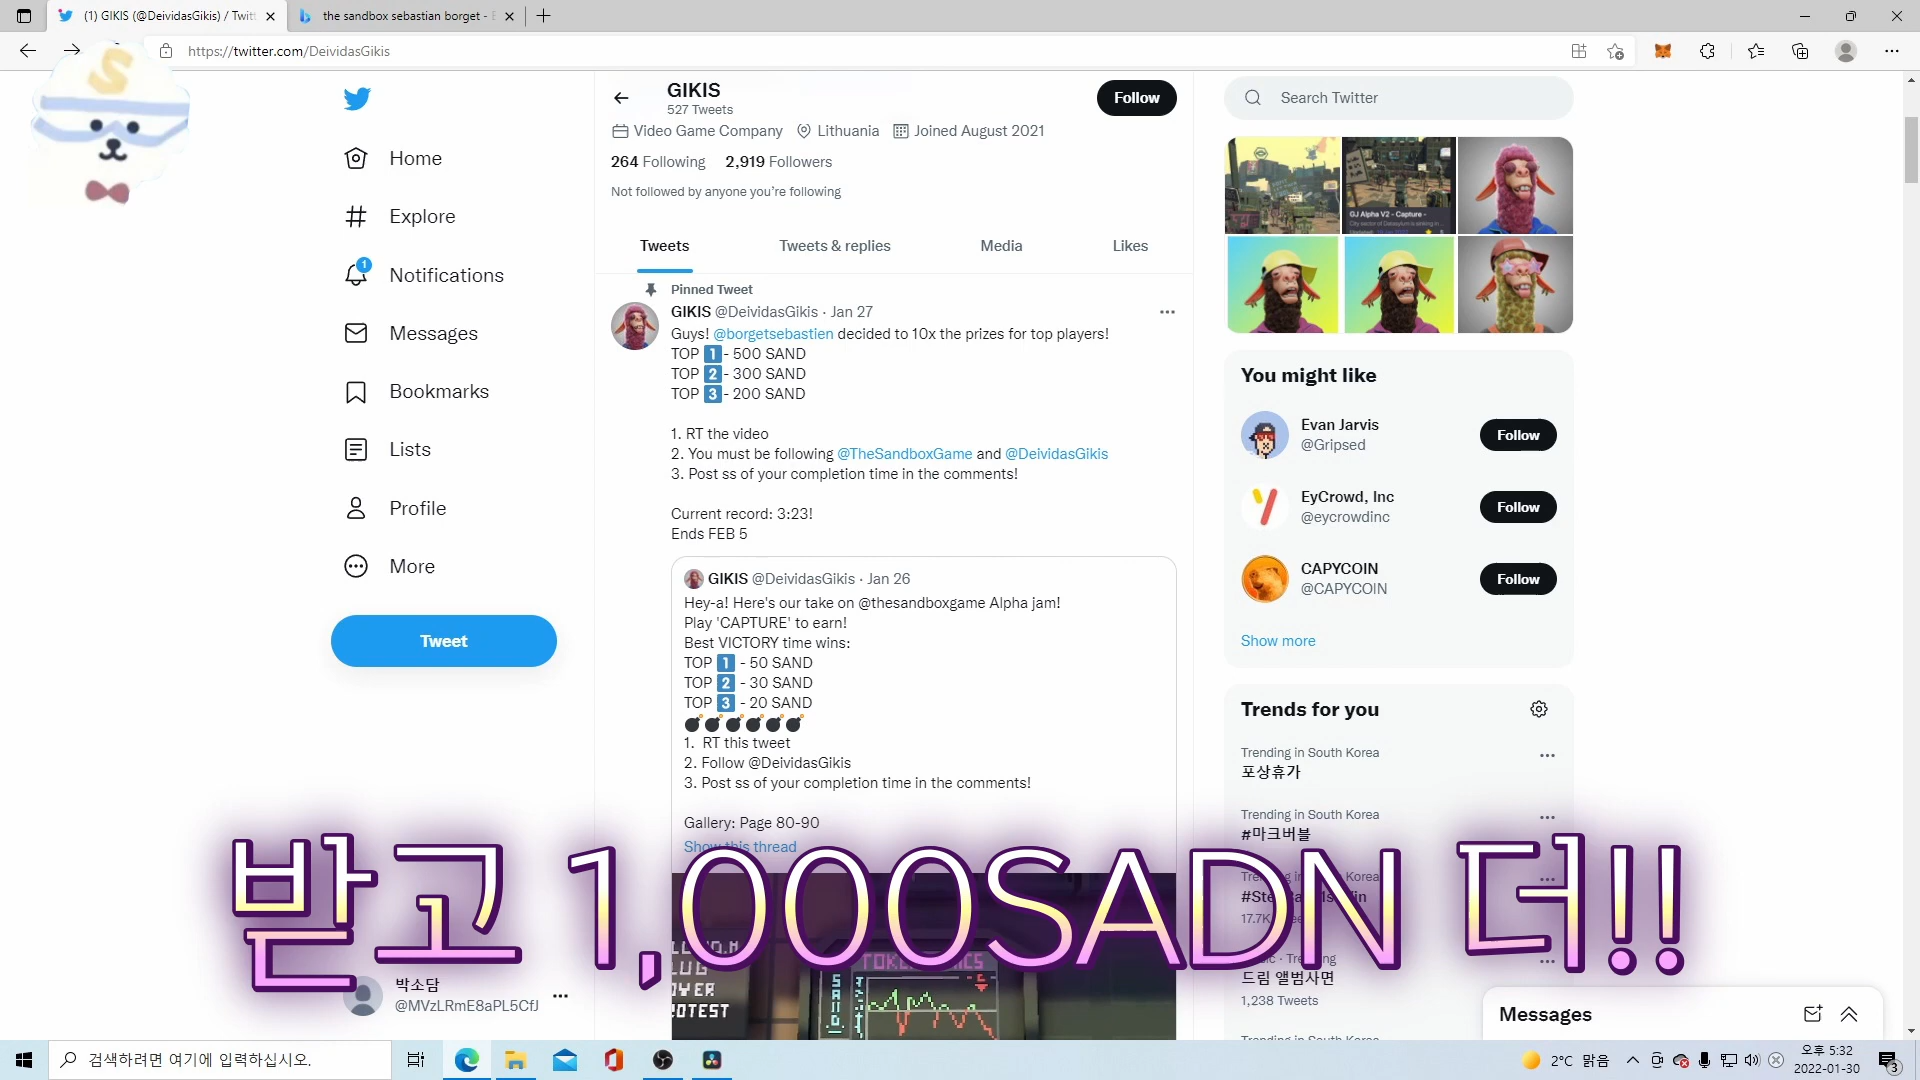 (1) GIKIS (@DeividasGikis) / Twit
the sandbox sebastian borget -
https://twitter.com/DeividasGikis
S
Home
Explore
1
Notifications
Messages
Bookmarks
Lists
Profile
More
Tweet
박소담
@MVzLRmE8aPL5CfJ
GIKIS
527 Tweets
Follow
Video Game Company Lithuania Joined August 2021
264 Following 2,919 Followers
Not followed by anyone you're following
Tweets Tweets & replies Media Likes
Pinned Tweet
GIKIS @DeividasGikis · Jan 27
Guys! @borgetsebastien decided to 10x the prizes for top players!
TOP 1 - 500 SAND
TOP 2 - 300 SAND
TOP 3 - 200 SAND
1. RT the video
2. You must be following @TheSandboxGame and @DeividasGikis
3. Post ss of your completion time in the comments!
Current record: 3:23!
Ends FEB 5
GIKIS @DeividasGikis · Jan 26
Hey-a! Here's our take on @thesandboxgame Alpha jam!
Play 'CAPTURE' to earn!
Best VICTORY time wins:
TOP 1 - 50 SAND
TOP 2 - 30 SAND
TOP 3 - 20 SAND
1. RT this tweet
2. Follow @DeividasGikis
3. Post ss of your completion time in the comments!
Gallery: Page 80-90
Show this thread
SAND
Search Twitter
GJ Alpha V2 - Capture -
You might like
Evan Jarvis
@Gripsed
Follow
EyCrowd, Inc
@eycrowdinc
Follow
CAPYCOIN
@CAPYCOIN
Follow
Show more
Trends for you
Trending in South Korea
포상휴가
Trending in South Korea
#마크버블
드림 앨범사면
1,238 Tweets
받고 1,000SADN 더!!
Messages
검색하려면 여기에 입력하십시오.
2°C 맑음
오후 5:32
2022-01-30
3